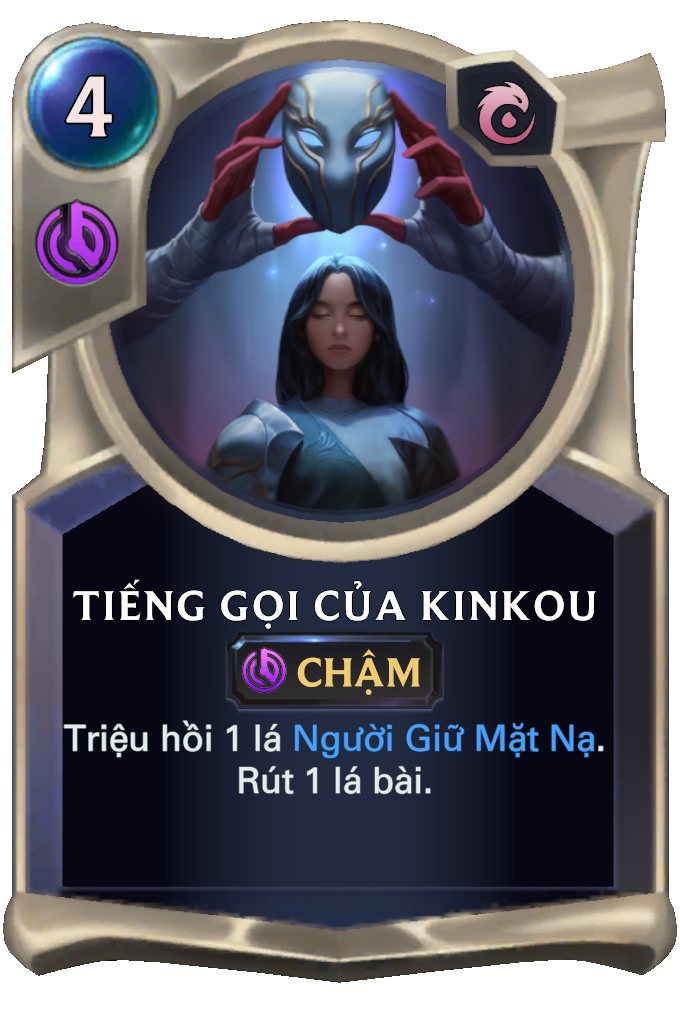 4
TIẾNG GỌI CỦA KINKOU
CHẬM
Triệu hồi 1 lá Người Giữ Mặt Nạ.
Rút 1 lá bài.